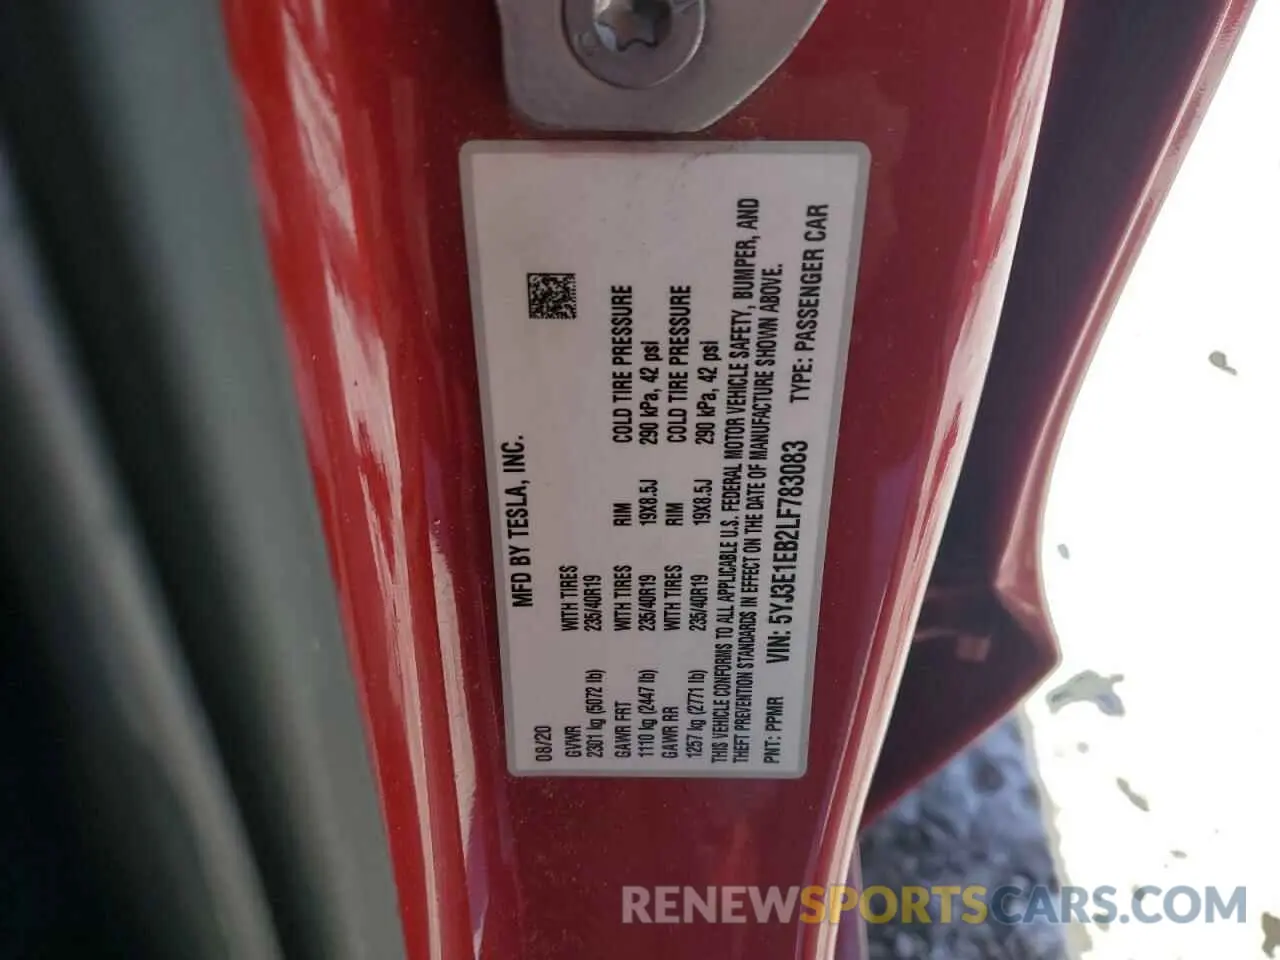 MFD BY TESLA, INC.
08/20
GVWR WITH TIRES
2301 kg (5072 lb) 235/40R19
GAWR FRT WITH TIRES RIM COLD TIRE PRESSURE
1110 kg (2447 lb) 235/40R19 19X8.5J 290 kPa, 42 psi
GAWR RR WITH TIRES RIM COLD TIRE PRESSURE
1257 kg (2771 lb) 235/40R19 19X8.5J 290 kPa, 42 psi
THIS VEHICLE CONFORMS TO ALL APPLICABLE U.S. FEDERAL MOTOR VEHICLE SAFETY, BUMPER, AND
THEFT PREVENTION STANDARDS IN EFFECT ON THE DATE OF MANUFACTURE SHOWN ABOVE.
PNT: PPMR VIN: 5YJ3E1EB2LF783083 TYPE: PASSENGER CAR
RENEWSPORTSCARS.COM